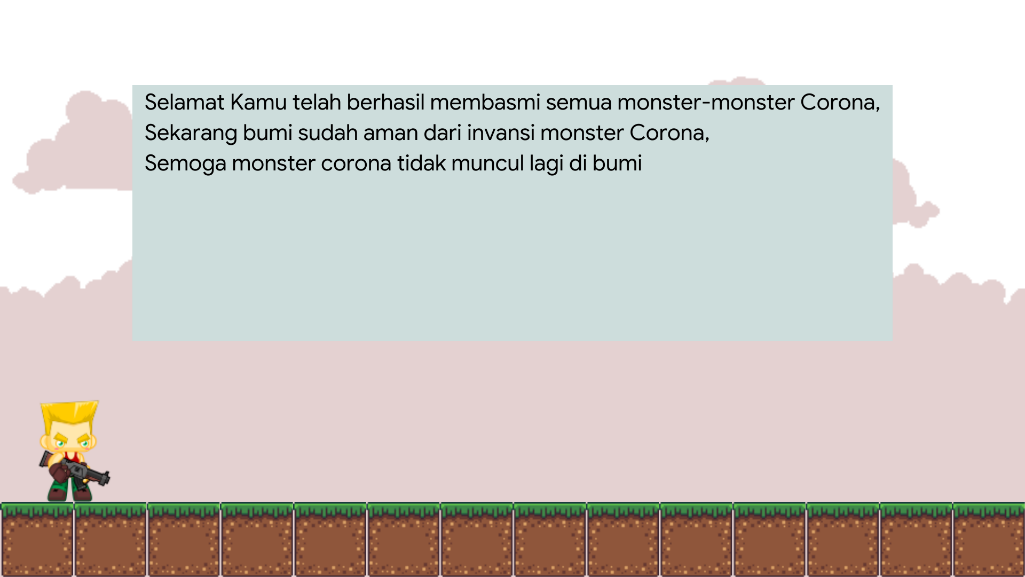 Selamat Kamu telah berhasil membasmi semua monster-monster Corona,
Sekarang bumi sudah aman dari invansi monster Corona,
Semoga monster corona tidak muncul lagi di bumi